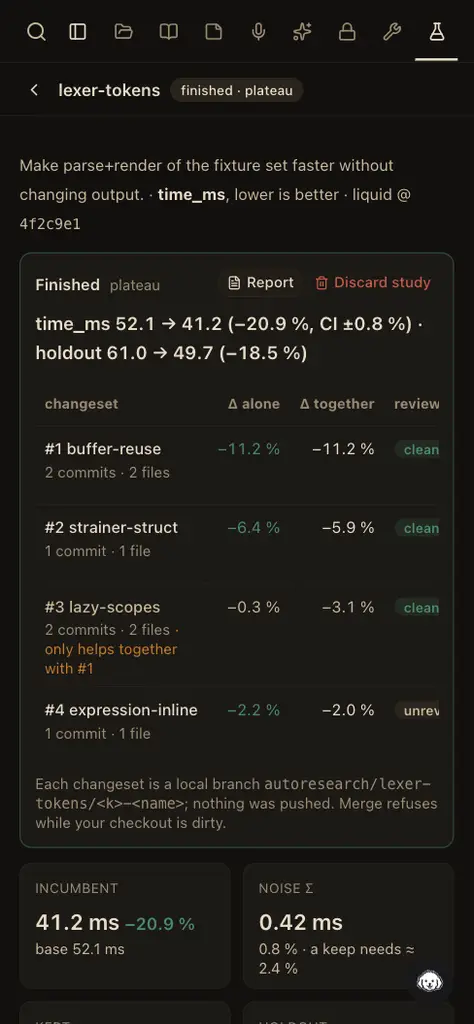 lexer-tokens finished · plateau
Make parse+render of the fixture set faster without
changing output. · time_ms, lower is better · liquid @
4f2c9e1
Finished plateau Report Discard study
time_ms 52.1 → 41.2 (−20.9 %, CI ±0.8 %) ·
holdout 61.0 → 49.7 (−18.5 %)
changeset Δ alone Δ together review
#1 buffer-reuse −11.2 % −11.2 % clean
2 commits · 2 files
#2 strainer-struct −6.4 % −5.9 % clean
1 commit · 1 file
#3 lazy-scopes −0.3 % −3.1 % clean
2 commits · 2 files ·
only helps together
with #1
#4 expression-inline −2.2 % −2.0 % unrev
1 commit · 1 file
Each changeset is a local branch autoresearch/lexer-
tokens/<k>-<name>; nothing was pushed. Merge refuses
while your checkout is dirty.
INCUMBENT
41.2 ms −20.9 %
base 52.1 ms
NOISE Σ
0.42 ms
0.8 % · a keep needs ≈
2.4 %